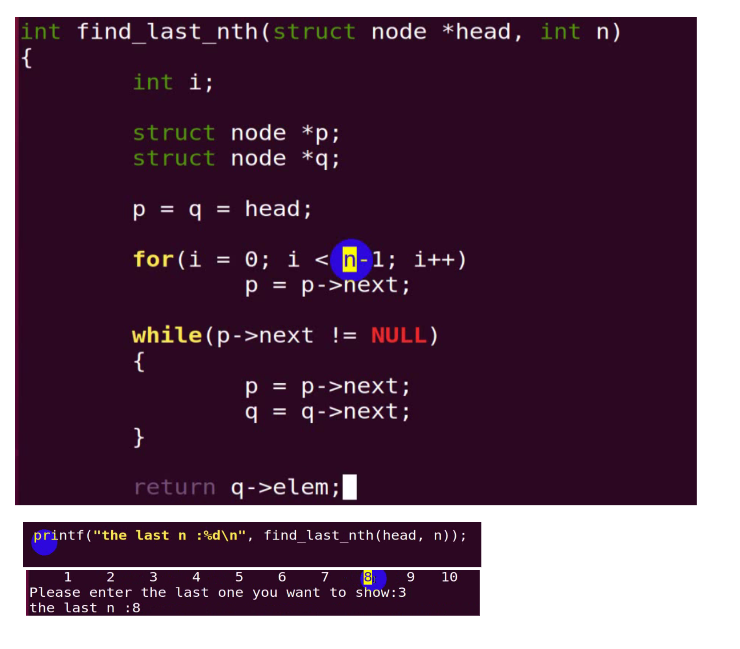 int find_last_nth(struct node *head, int n)
{
int i;
struct node *p;
struct node *q;
p = q = head;
for(i = 0; i < n-1; i++)
p = p->next;
while(p->next != NULL)
{
p = p->next;
q = q->next;
}
return q->elem;
printf("the last n :%d\n", find_last_nth(head, n));
1 2 3 4 5 6 7 8 9 10
Please enter the last one you want to show:3
the last n :8